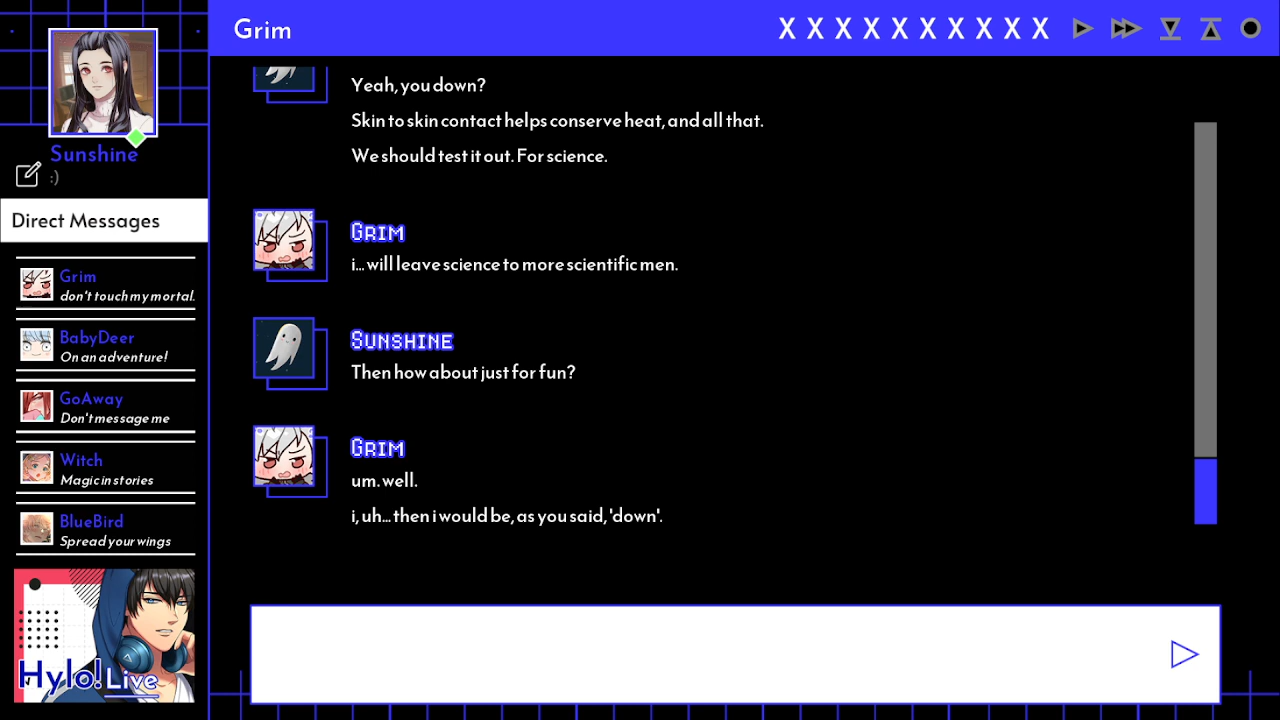 Grim
X X X X X X X X X X
Sunshine
:)
Direct Messages
Grim
don't touch my mortal.
BabyDeer
On an adventure!
GoAway
Don't message me
Witch
Magic in stories
BlueBird
Spread your wings
Hylo! Live
Yeah, you down?
Skin to skin contact helps conserve heat, and all that.
We should test it out. For science.
Grim
i... will leave science to more scientific men.
Sunshine
Then how about just for fun?
Grim
um. well.
i, uh... then i would be, as you said, 'down'.